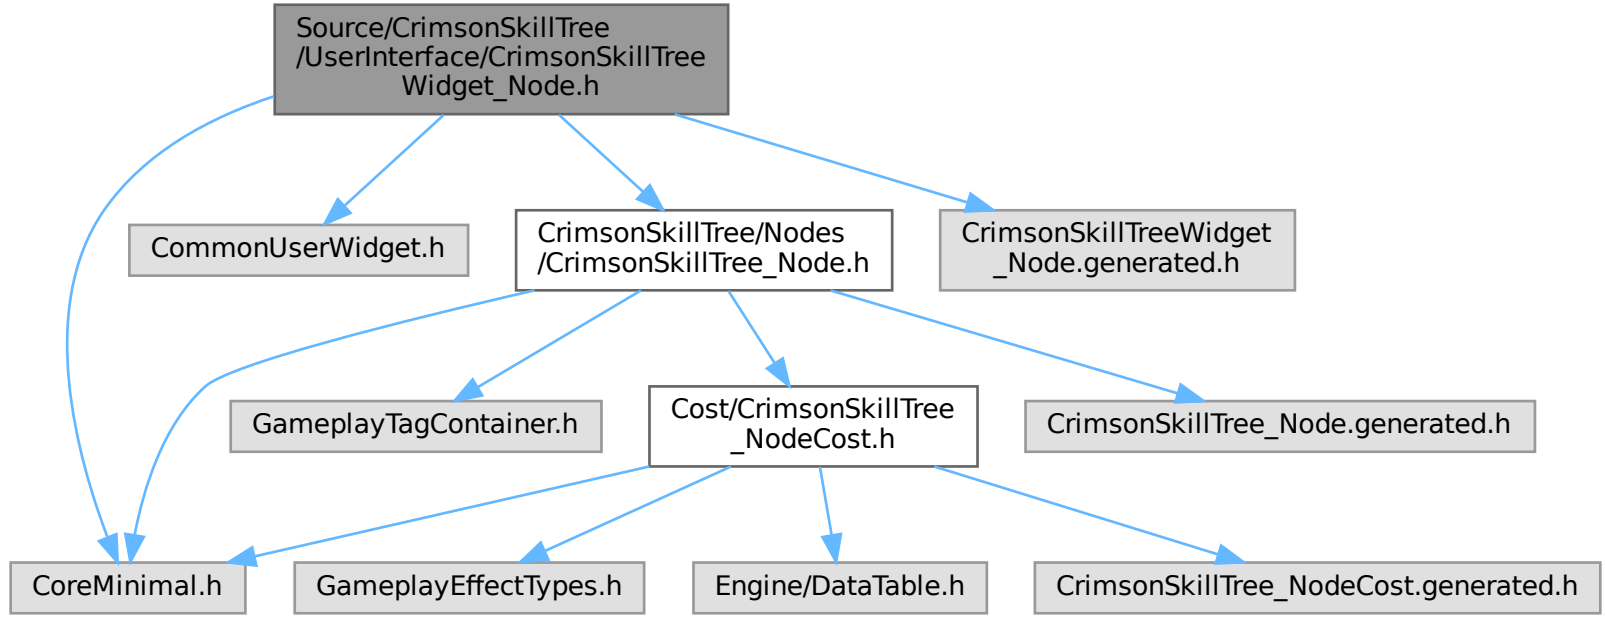 Source/CrimsonSkillTree
/UserInterface/CrimsonSkillTree
Widget_Node.h
CommonUserWidget.h
CrimsonSkillTree/Nodes
/CrimsonSkillTree_Node.h
CrimsonSkillTreeWidget
_Node.generated.h
GameplayTagContainer.h
Cost/CrimsonSkillTree
_NodeCost.h
CrimsonSkillTree_Node.generated.h
CoreMinimal.h
GameplayEffectTypes.h
Engine/DataTable.h
CrimsonSkillTree_NodeCost.generated.h